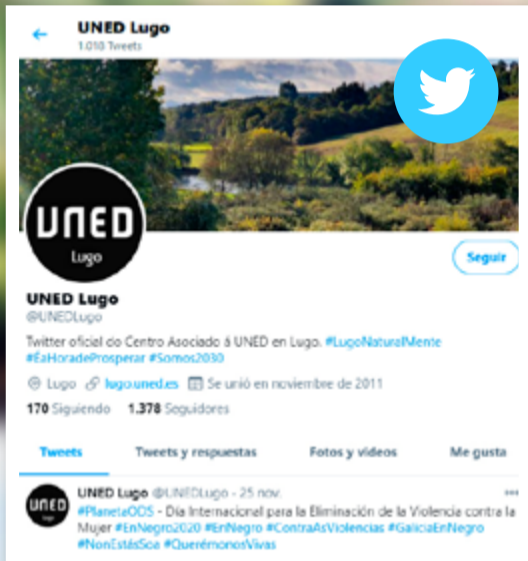 UNED Lugo
1.018 Tweets
UNED
Lugo
Seguir
UNED Lugo
@UNEDLugo
Twitter oficial do Centro Asociado á UNED en Lugo. #LugoNaturalMente
#ÉaHoradeProsperar #Somos2030
Lugo lugo.uned.es Se unió en noviembre de 2011
170 Siguiendo 1.378 Seguidores
Tweets Tweets y respuestas Fotos y vídeos Me gusta
UNED Lugo @UNEDLugo - 25 nov.
UNED
#PlanetaODS - Día Internacional para la Eliminación de la Violencia contra la
Mujer #EnNegro2020 #EnNegro #ContraAsViolencias #GaliciaEnNegro
#NonEstásSoa #QuerémonosVivas